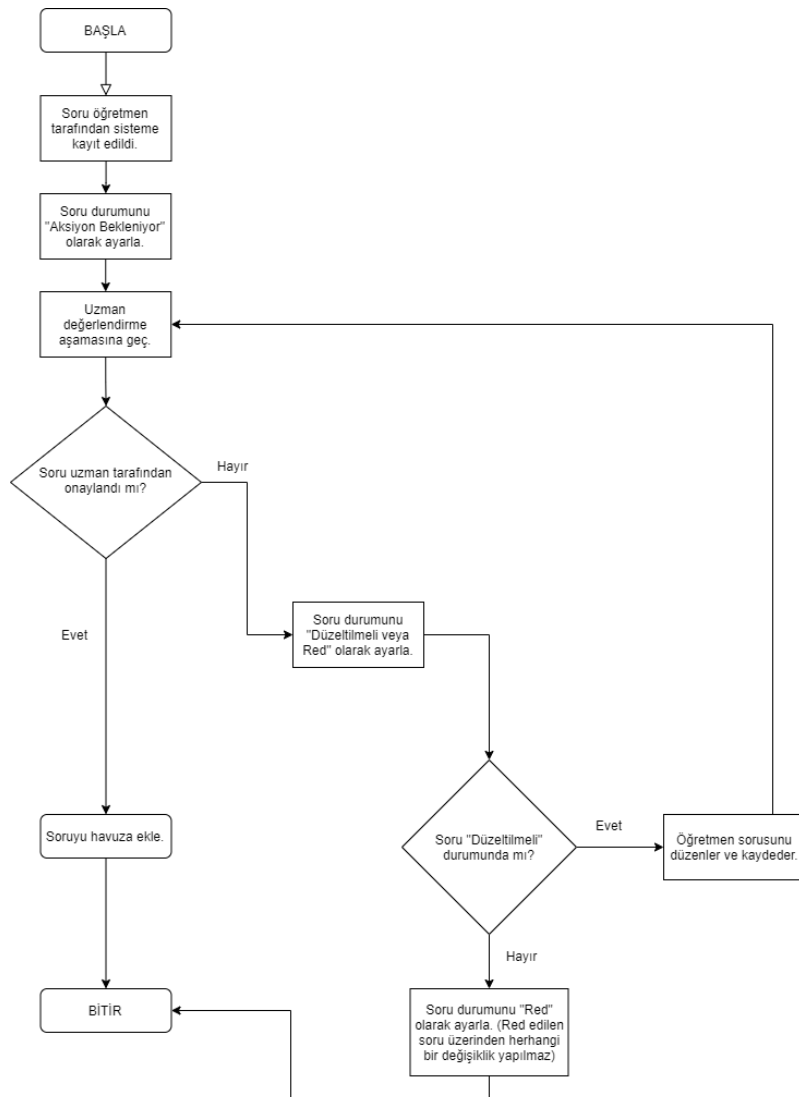 BAŞLA
Soru öğretmen
tarafından sisteme
kayıt edildi.
Soru durumunu
"Aksiyon Bekleniyor"
olarak ayarla.
Uzman
değerlendirme
aşamasına geç.
Soru uzman tarafından
onaylandı mı?
Hayır
Evet
Soru durumunu
"Düzeltilmeli veya
Red" olarak ayarla.
Soruyu havuza ekle.
Soru "Düzeltilmeli"
durumunda mı?
Evet
Öğretmen sorusunu
düzenler ve kaydeder.
Hayır
BİTİR
Soru durumunu "Red"
olarak ayarla. (Red edilen
soru üzerinden herhangi
bir değişiklik yapılmaz)